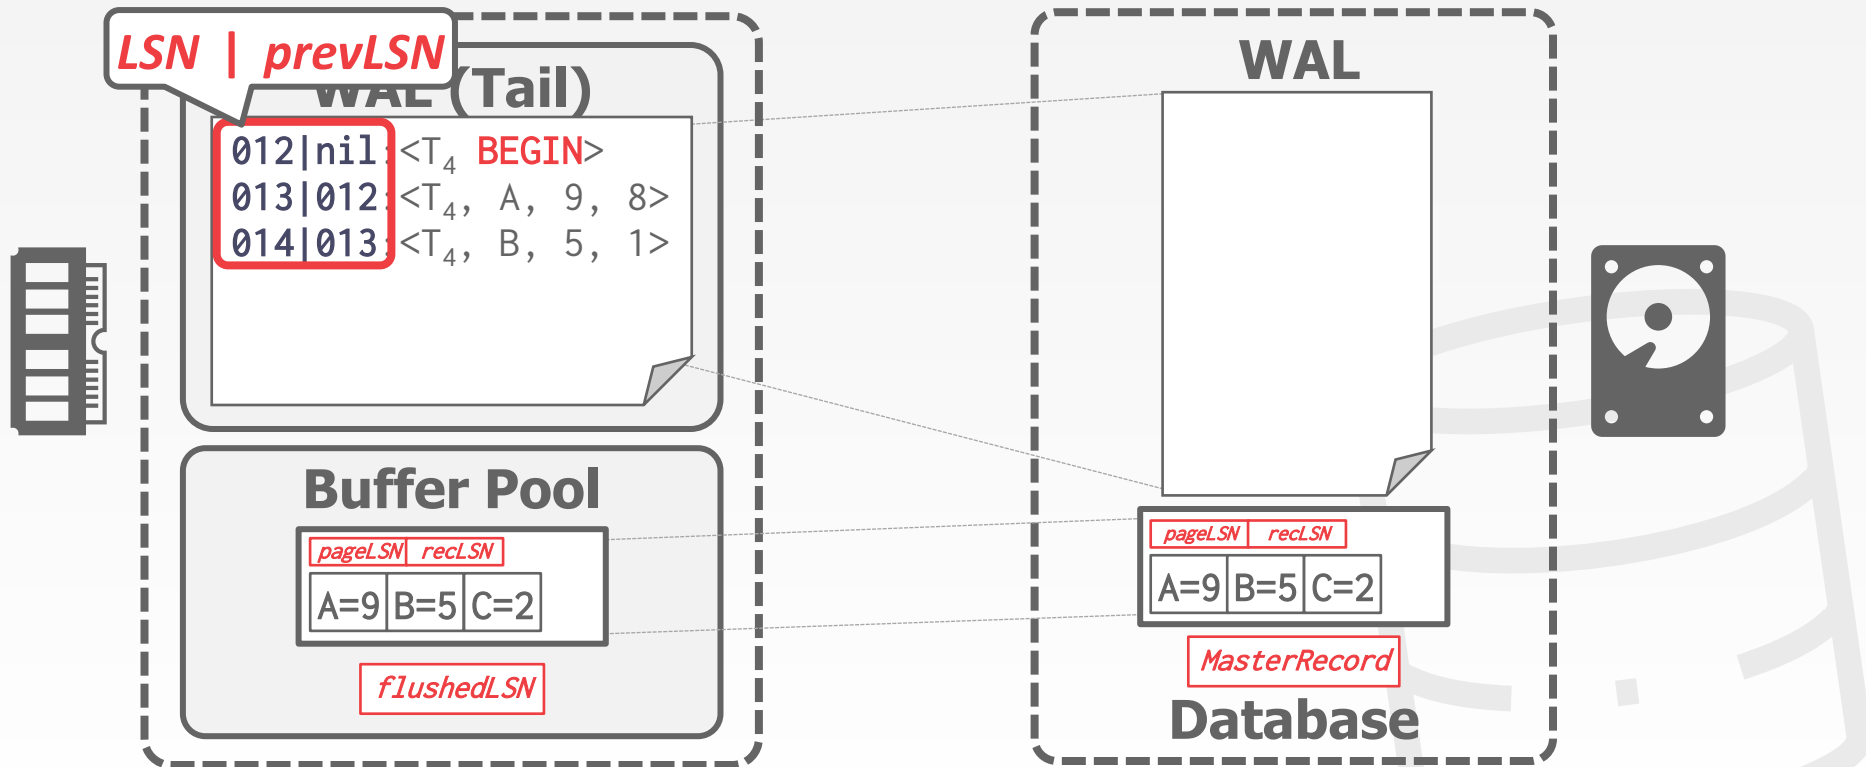 LSN | prevLSN
WAL (Tail)
012|nil:<T4 BEGIN>
013|012:<T4, A, 9, 8>
014|013:<T4, B, 5, 1>
Buffer Pool
pageLSN recLSN
A=9 B=5 C=2
flushedLSN
WAL
pageLSN recLSN
A=9 B=5 C=2
MasterRecord
Database